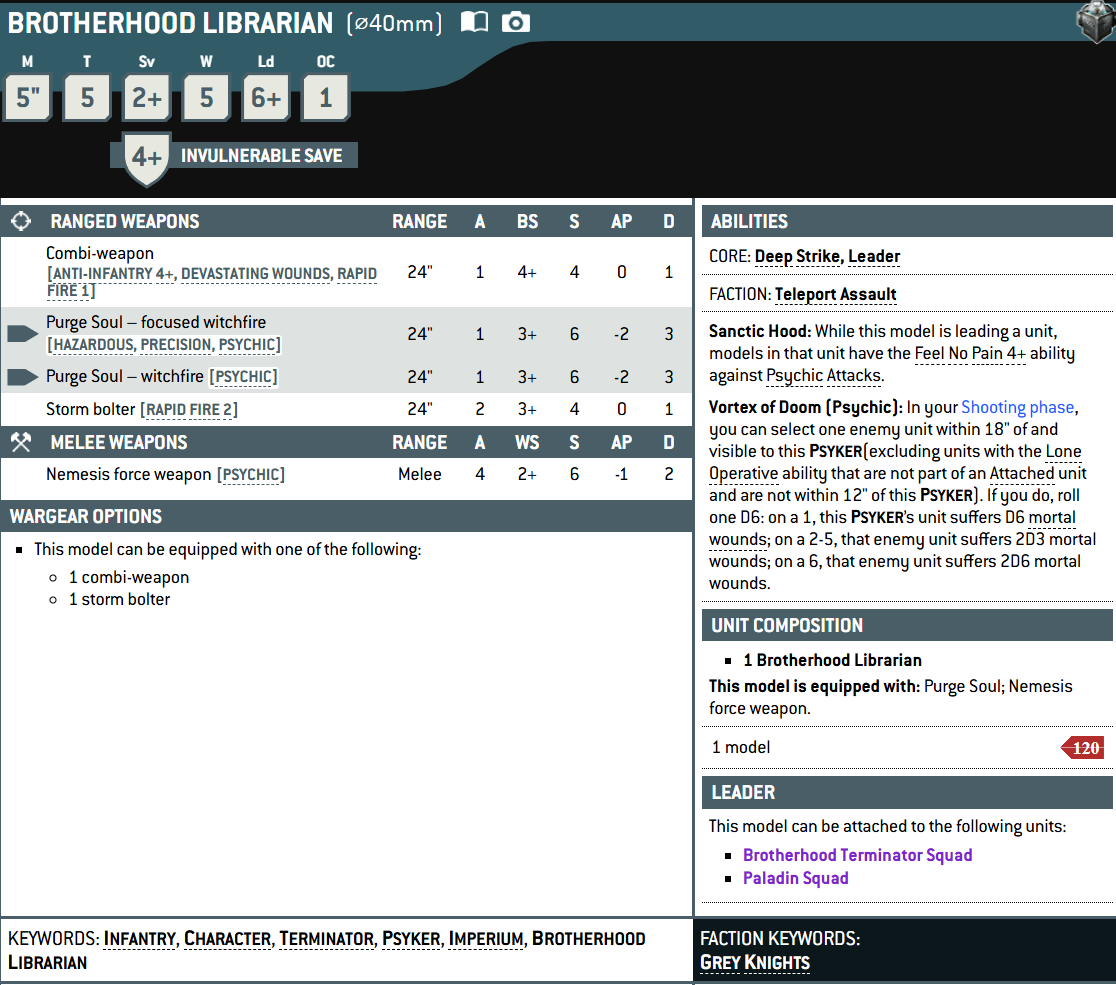 BROTHERHOOD LIBRARIAN (⌀40mm)
M T Sv W Ld OC
5" 5 2+ 5 6+ 1
4+ INVULNERABLE SAVE
RANGED WEAPONS RANGE A BS S AP D
Combi-weapon
[ANTI-INFANTRY 4+, DEVASTATING WOUNDS, RAPID
FIRE 1]
24" 1 4+ 4 0 1
Purge Soul – focused witchfire
[HAZARDOUS, PRECISION, PSYCHIC]
24" 1 3+ 6 -2 3
Purge Soul – witchfire [PSYCHIC] 24" 1 3+ 6 -2 3
Storm bolter [RAPID FIRE 2] 24" 2 3+ 4 0 1
MELEE WEAPONS RANGE A WS S AP D
Nemesis force weapon [PSYCHIC] Melee 4 2+ 6 -1 2
WARGEAR OPTIONS
This model can be equipped with one of the following:
1 combi-weapon
1 storm bolter
ABILITIES
CORE: Deep Strike, Leader
FACTION: Teleport Assault
Sanctic Hood: While this model is leading a unit,
models in that unit have the Feel No Pain 4+ ability
against Psychic Attacks.
Vortex of Doom (Psychic): In your Shooting phase,
you can select one enemy unit within 18" of and
visible to this PSYKER(excluding units with the Lone
Operative ability that are not part of an Attached unit
and are not within 12" of this PSYKER). If you do, roll
one D6: on a 1, this PSYKER's unit suffers D6 mortal
wounds; on a 2-5, that enemy unit suffers 2D3 mortal
wounds; on a 6, that enemy unit suffers 2D6 mortal
wounds.
UNIT COMPOSITION
1 Brotherhood Librarian
This model is equipped with: Purge Soul; Nemesis
force weapon.
1 model 120
LEADER
This model can be attached to the following units:
Brotherhood Terminator Squad
Paladin Squad
KEYWORDS: INFANTRY, CHARACTER, TERMINATOR, PSYKER, IMPERIUM, BROTHERHOOD
LIBRARIAN
FACTION KEYWORDS:
GREY KNIGHTS